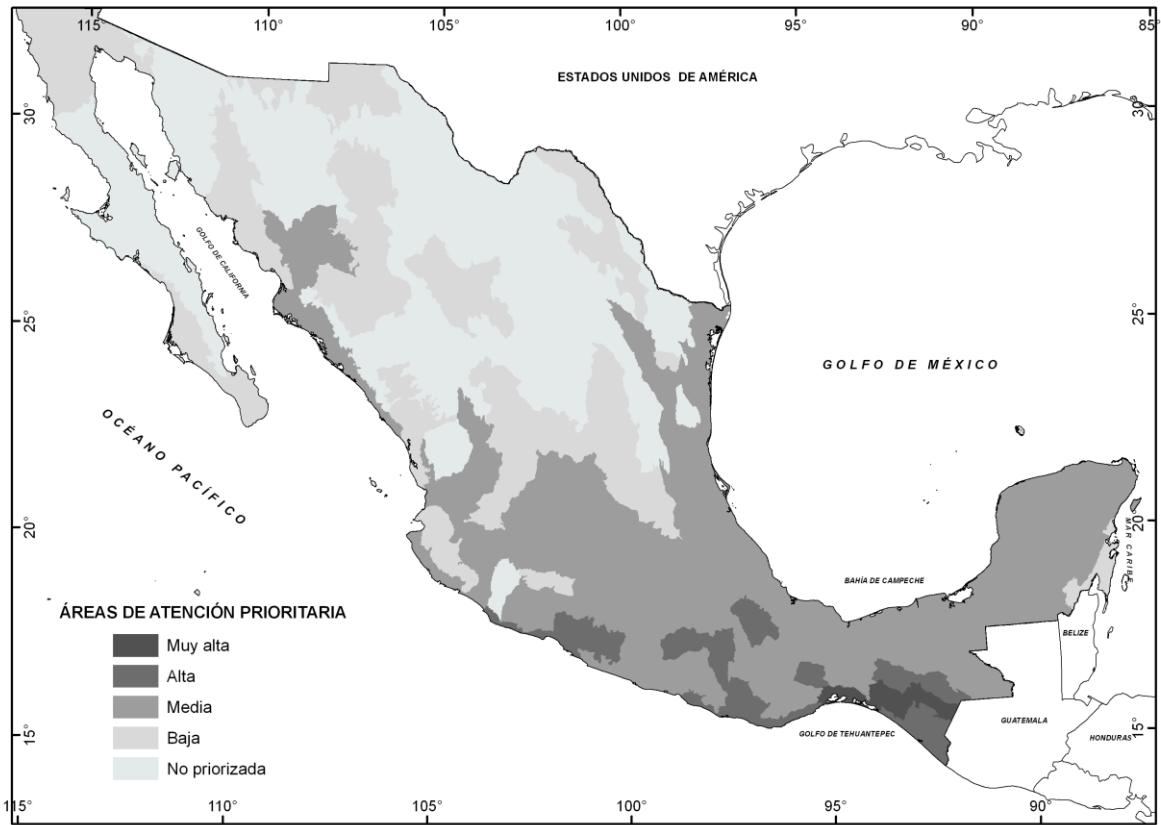 115° 110° 105° 100° 95° 90° 85°
ESTADOS UNIDOS DE AMÉRICA
30° 30°
GOLFO DE CALIFORNIA
25° 25°
GOLFO DE MÉXICO
OCÉANO PACÍFICO
20° 20°
MAR CARIBE
BAHÍA DE CAMPECHE
ÁREAS DE ATENCIÓN PRIORITARIA
Muy alta
Alta
Media
Baja
No priorizada
BELIZE
GUATEMALA
GOLFO DE TEHUANTEPEC
HONDURAS
15° 15°
115° 110° 105° 100° 95° 90°